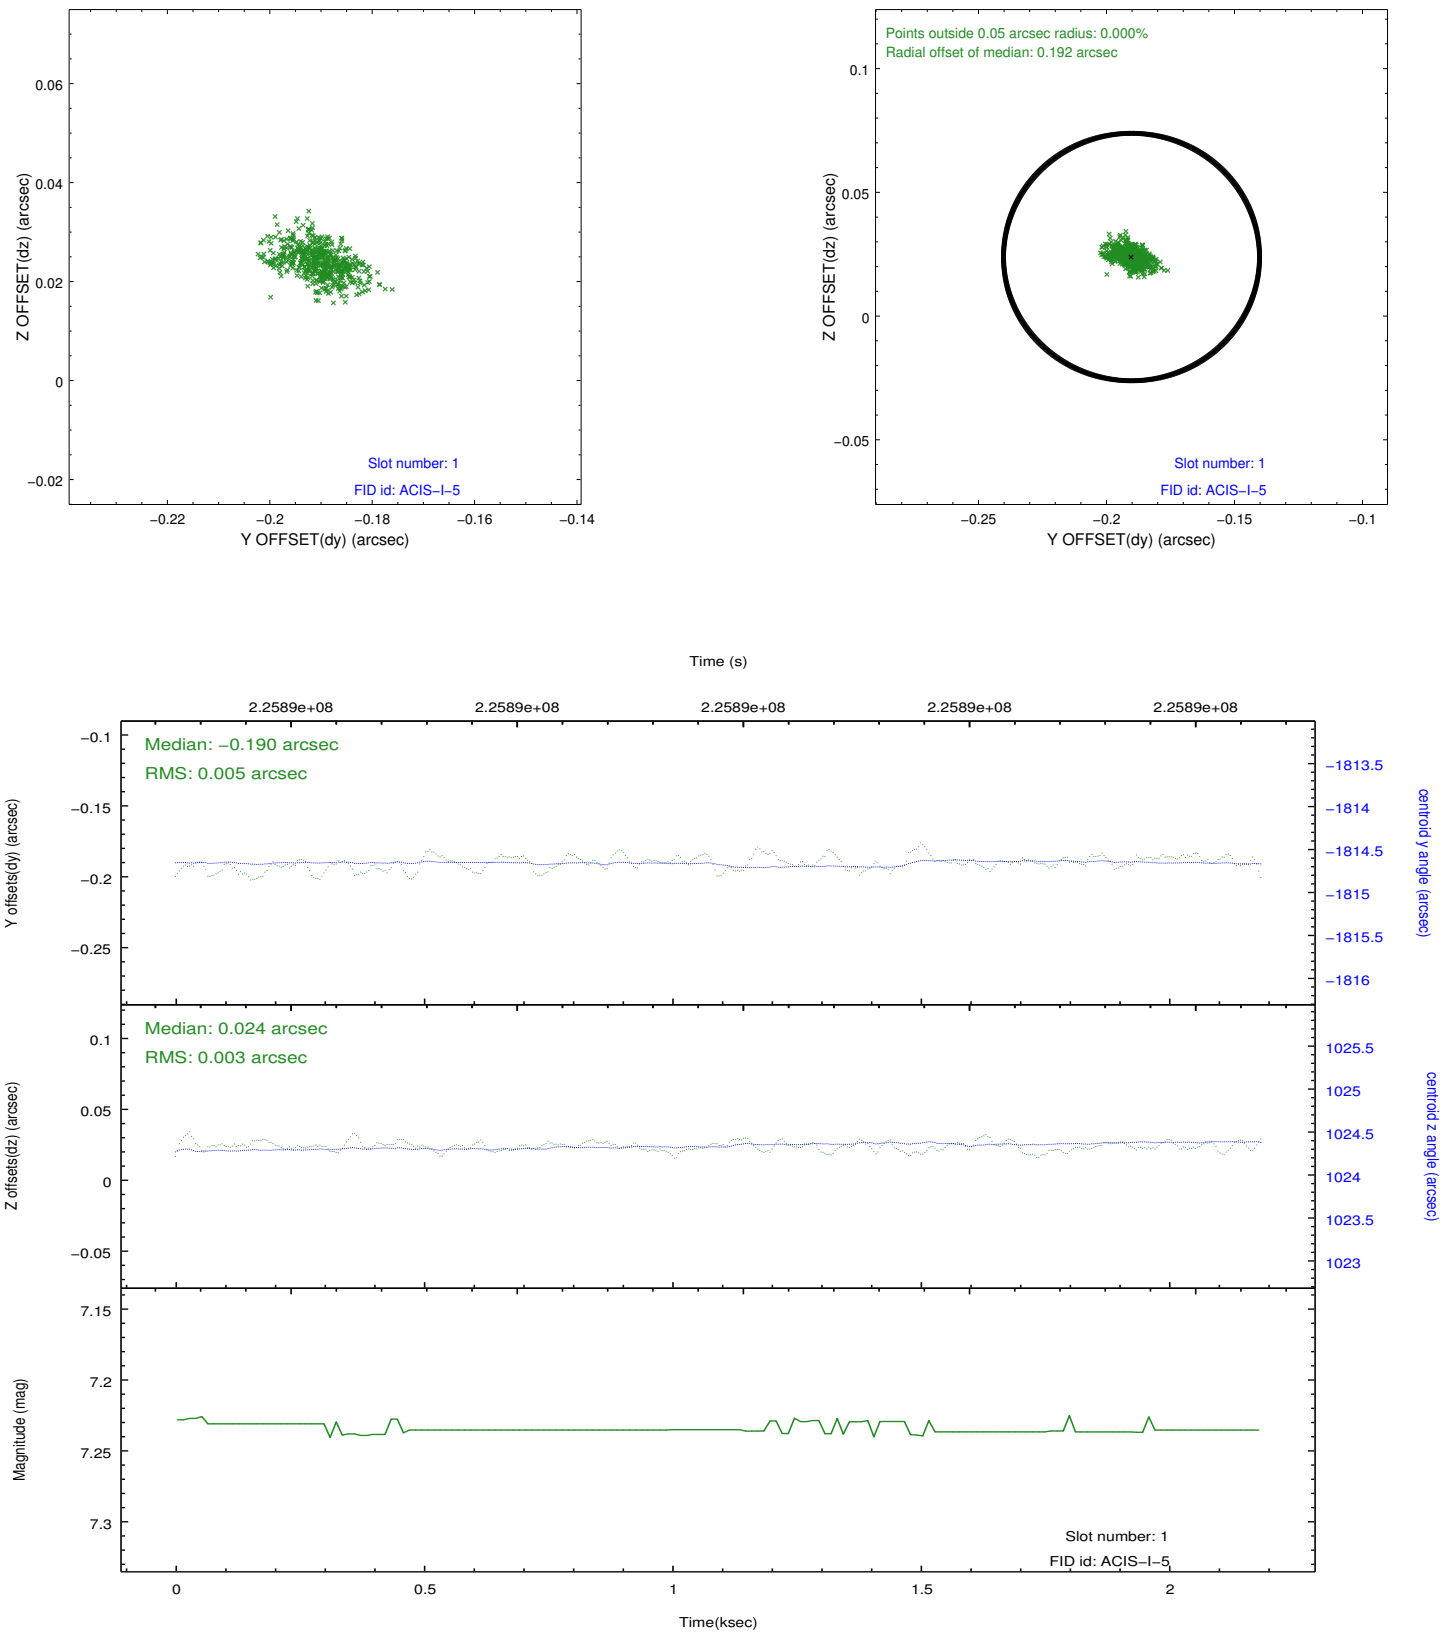 0.06
0.04
0.02
0
−0.02
Z OFFSET(dz) (arcsec)
Slot number: 1
FID id: ACIS−I−5
−0.22 −0.2 −0.18 −0.16 −0.14
Y OFFSET(dy) (arcsec)
Points outside 0.05 arcsec radius: 0.000%
Radial offset of median: 0.192 arcsec
0.1
0.05
0
−0.05
Z OFFSET(dz) (arcsec)
Slot number: 1
FID id: ACIS−I−5
−0.25 −0.2 −0.15 −0.1
Y OFFSET(dy) (arcsec)
Time (s)
2.2589e+08 2.2589e+08 2.2589e+08 2.2589e+08 2.2589e+08
Median: −0.190 arcsec
RMS: 0.005 arcsec
−0.1
−0.15
−0.2
−0.25
Y offsets(dy) (arcsec)
−1813.5
−1814
−1814.5
−1815
−1815.5
−1816
centroid y angle (arcsec)
Median: 0.024 arcsec
RMS: 0.003 arcsec
0.1
0.05
0
−0.05
Z offsets(dz) (arcsec)
1025.5
1025
1024.5
1024
1023.5
1023
centroid z angle (arcsec)
7.15
7.2
7.25
7.3
Magnitude (mag)
Slot number: 1
FID id: ACIS−I−5
0 0.5 1 1.5 2
Time(ksec)